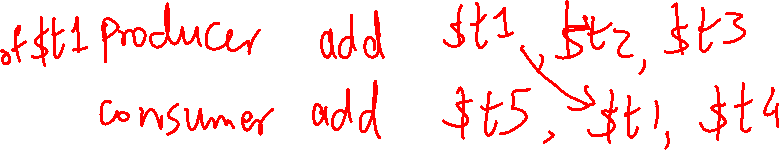 of $t1 producer add $t1, $t2, $t3
consumer add $t5, $t1, $t4